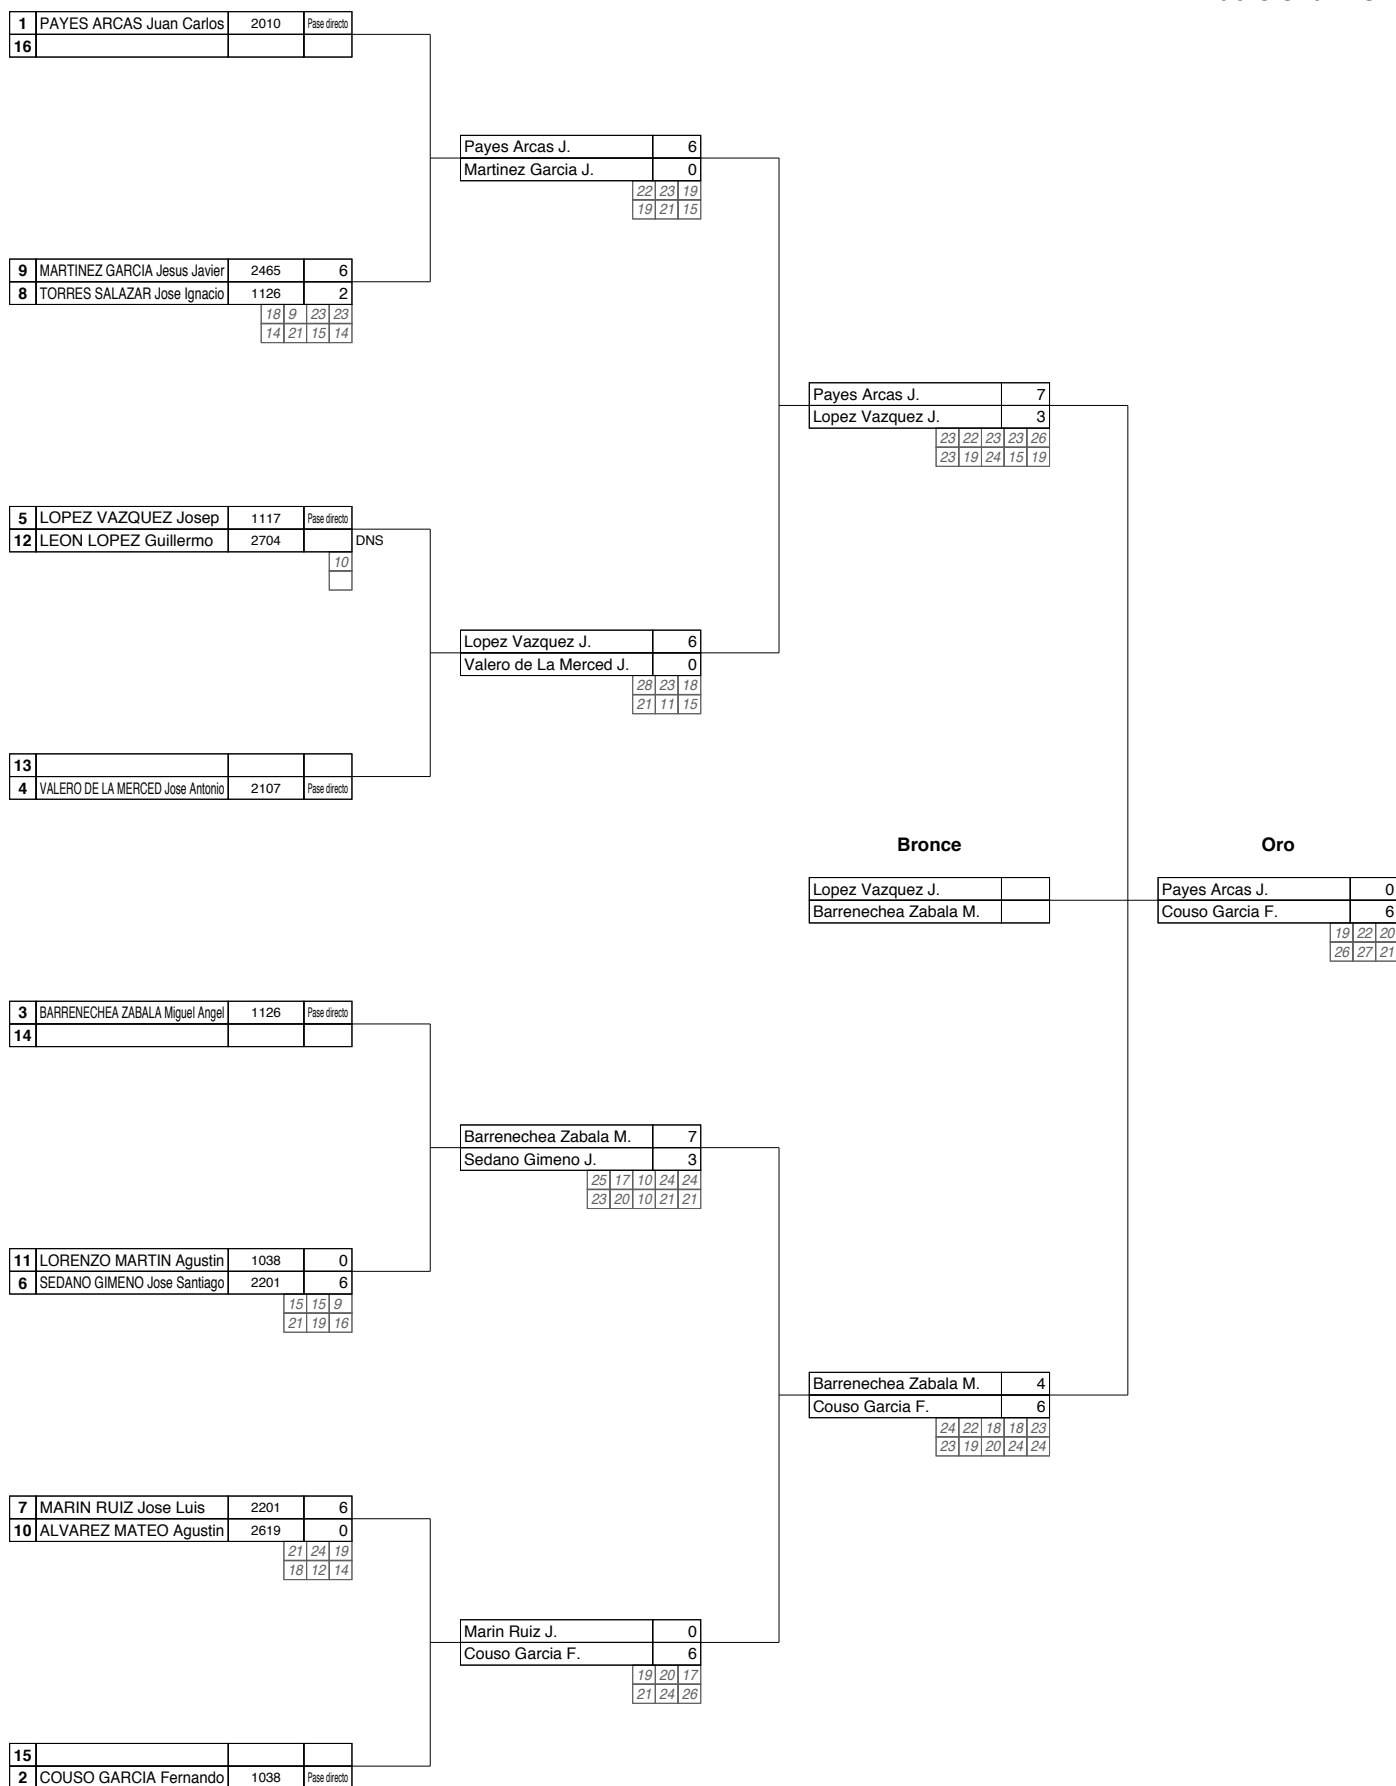 1 PAYES ARCAS Juan Carlos 2010 Pase directo
16
Payes Arcas J. 6
Martinez Garcia J. 0
22 23 19
19 21 15
9 MARTINEZ GARCIA Jesus Javier 2465 6
8 TORRES SALAZAR Jose Ignacio 1126 2
18 9 23 23
14 21 15 14
Payes Arcas J. 7
Lopez Vazquez J. 3
23 22 23 23 26
23 19 24 15 19
5 LOPEZ VAZQUEZ Josep 1117 Pase directo
12 LEON LOPEZ Guillermo 2704 DNS
10
Lopez Vazquez J. 6
Valero de La Merced J. 0
28 23 18
21 11 15
13
4 VALERO DE LA MERCED Jose Antonio 2107 Pase directo
Bronce Oro
Lopez Vazquez J. Payes Arcas J. 0
Barrenechea Zabala M. Couso Garcia F. 6
19 22 20
26 27 21
3 BARRENECHEA ZABALA Miguel Angel 1126 Pase directo
14
Barrenechea Zabala M. 7
Sedano Gimeno J. 3
25 17 10 24 24
23 20 10 21 21
11 LORENZO MARTIN Agustin 1038 0
6 SEDANO GIMENO Jose Santiago 2201 6
15 15 9
21 19 16
Barrenechea Zabala M. 4
Couso Garcia F. 6
24 22 18 18 23
23 19 20 24 24
7 MARIN RUIZ Jose Luis 2201 6
10 ALVAREZ MATEO Agustin 2619 0
21 24 19
18 12 14
Marin Ruiz J. 0
Couso Garcia F. 6
19 20 17
21 24 26
15
2 COUSO GARCIA Fernando 1038 Pase directo